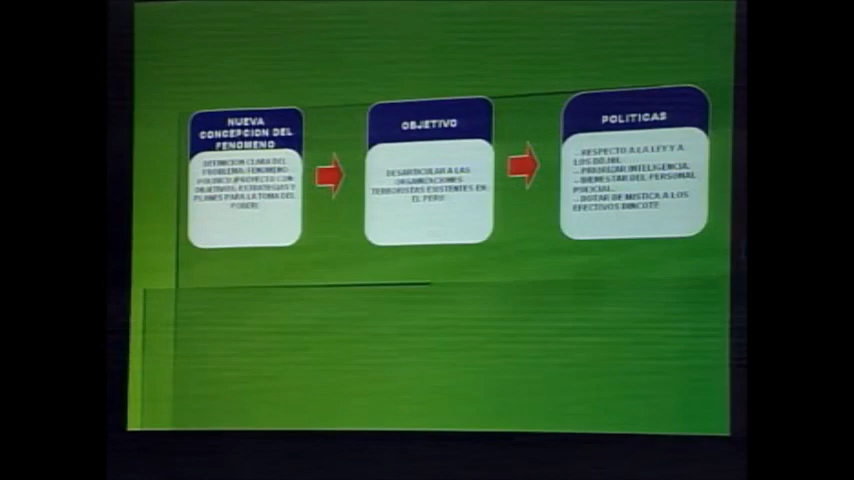 NUEVA
CONCEPCION DEL
FENOMENO
DEFINICION CLARA DEL
PROBLEMA: FENOMENO
POLITICO (PROYECTO CON
OBJETIVOS, ESTRATEGIAS Y
PLANES PARA LA TOMA DEL
PODER)
OBJETIVO
DESARTICULAR A LAS
ORGANIZACIONES
TERRORISTAS EXISTENTES EN
EL PERU
POLITICAS
...RESPECTO A LA LEY Y A
LOS DD.HH.
...PRIORIZAR INTELIGENCIA.
...BIENESTAR DEL PERSONAL
POLICIAL.
...DOTAR DE MISTICA A LOS
EFECTIVOS DINCOTE